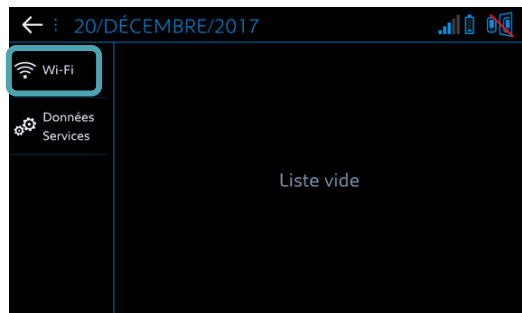 20/DÉCEMBRE/2017
Wi-Fi
Données
Services
Liste vide